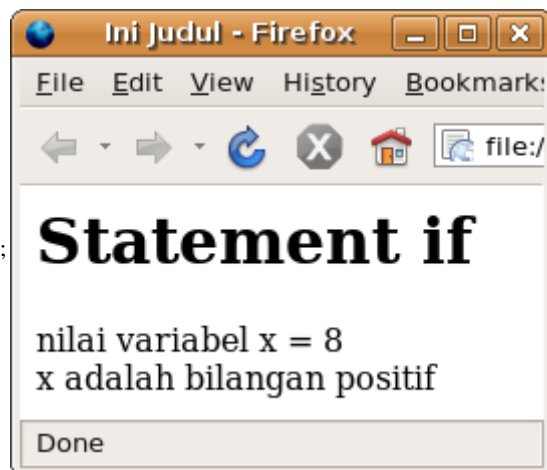 Ini Judul - Firefox
File Edit View History Bookmarks
file:/
;
Statement if
nilai variabel x = 8
x adalah bilangan positif
Done